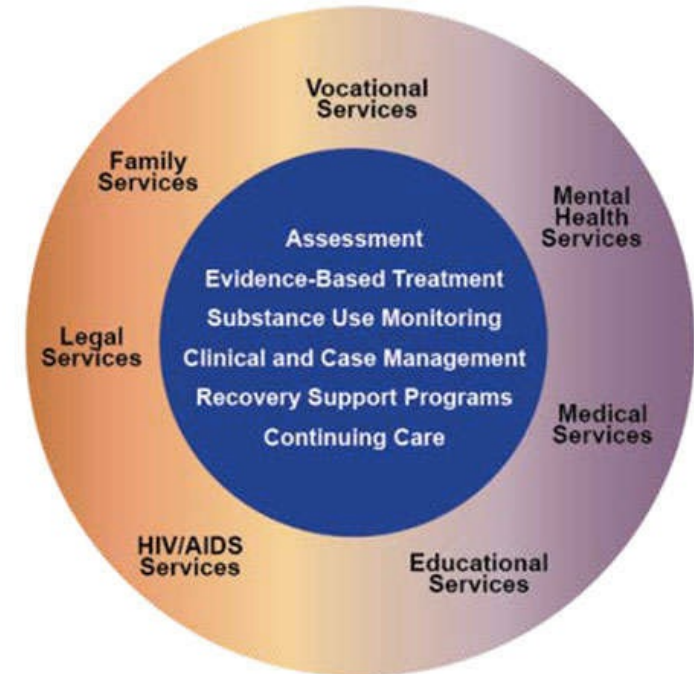 Vocational
Services
Family
Services
Mental
Health
Services
Assessment
Evidence-Based Treatment
Substance Use Monitoring
Clinical and Case Management
Recovery Support Programs
Continuing Care
Legal
Services
Medical
Services
HIV/AIDS
Services
Educational
Services